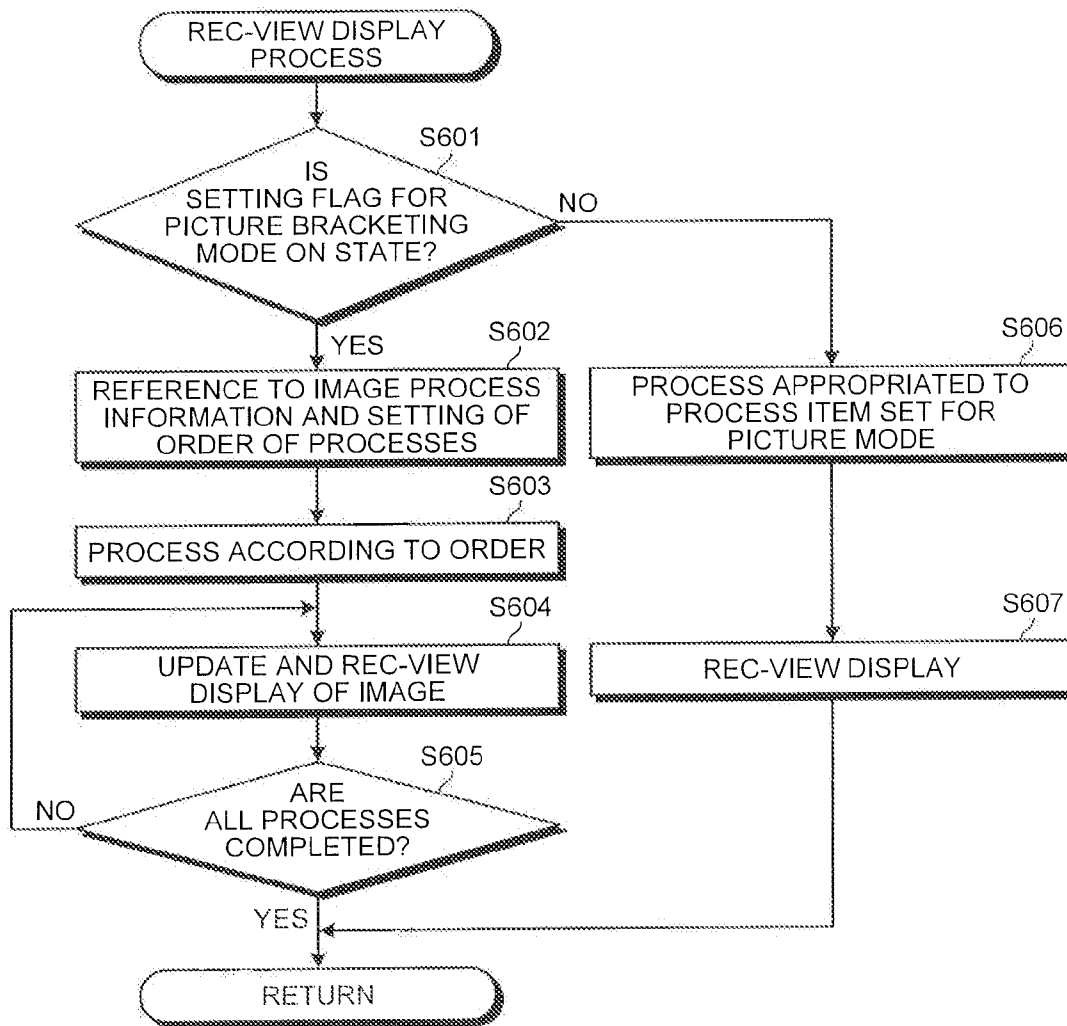 REC-VIEW DISPLAY
PROCESS
S601
IS
SETTING FLAG FOR
PICTURE BRACKETING
MODE ON STATE?
NO
YES
S602
REFERENCE TO IMAGE PROCESS
INFORMATION AND SETTING OF
ORDER OF PROCESSES
S606
PROCESS APPROPRIATED TO
PROCESS ITEM SET FOR
PICTURE MODE
S603
PROCESS ACCORDING TO ORDER
S604
UPDATE AND REC-VIEW
DISPLAY OF IMAGE
S607
REC-VIEW DISPLAY
S605
ARE
ALL PROCESSES
COMPLETED?
NO
YES
RETURN